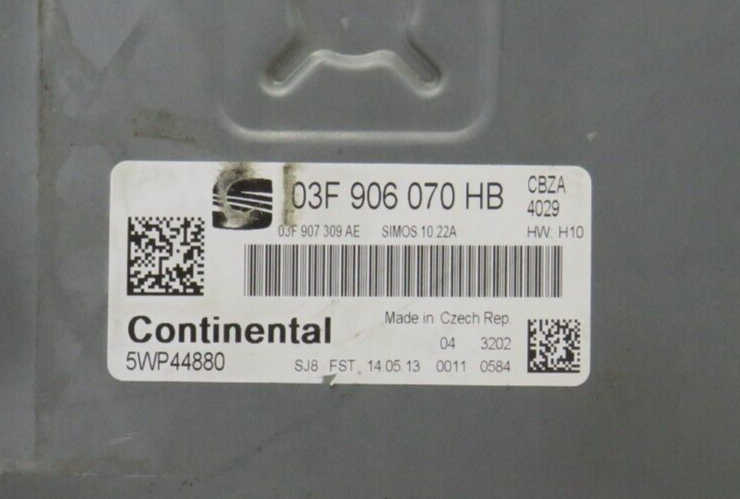 03F 906 070 HB CBZA
4029
03F 907 309 AE SIMOS 10.22A HW: H10
Continental Made in Czech Rep.
5WP44880 04 3202
SJ8 FST 14.05.13 0011 0584